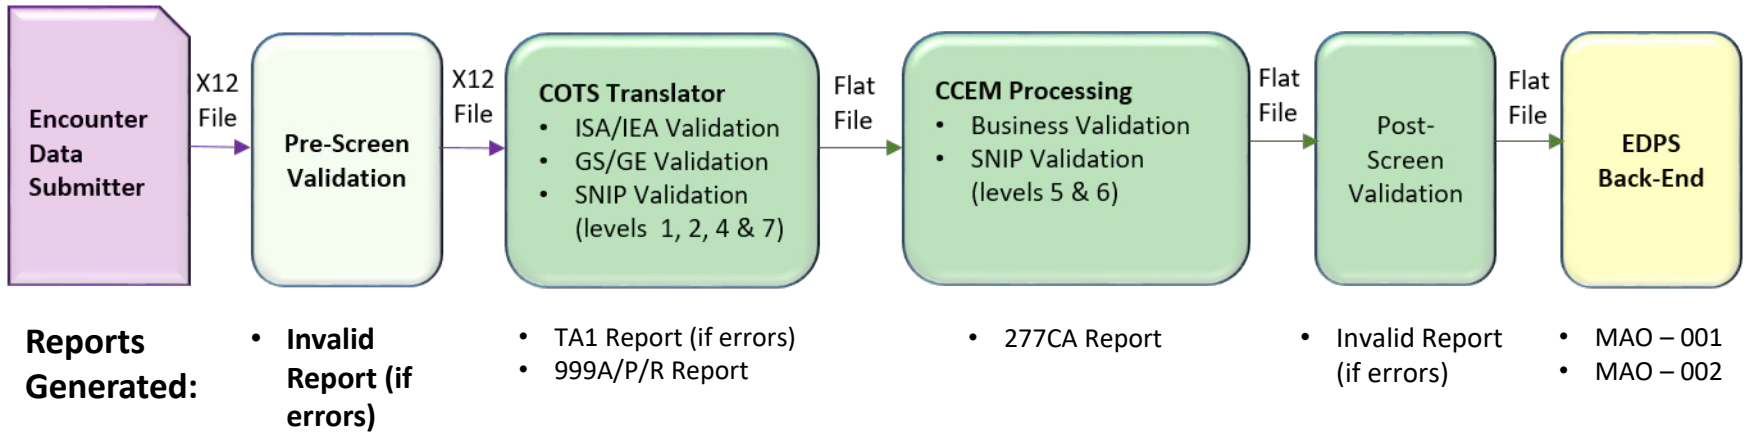 Encounter
Data
Submitter
X12
File
Pre-Screen
Validation
X12
File
COTS Translator
• ISA/IEA Validation
• GS/GE Validation
• SNIP Validation
(levels 1, 2, 4 & 7)
Flat
File
CCEM Processing
• Business Validation
• SNIP Validation
(levels 5 & 6)
Flat
File
Post-
Screen
Validation
Flat
File
EDPS
Back-End
Reports
Generated:
• Invalid
Report (if
errors)
• TA1 Report (if errors)
• 999A/P/R Report
• 277CA Report
• Invalid Report
(if errors)
• MAO – 001
• MAO – 002